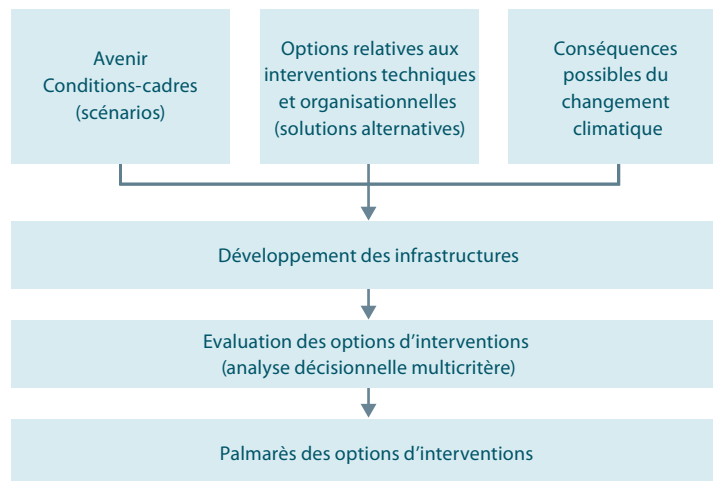 Avenir
Conditions-cadres
(scénarios)
Options relatives aux
interventions techniques
et organisationnelles
(solutions alternatives)
Conséquences
possibles du
changement
climatique
Développement des infrastructures
Evaluation des options d’interventions
(analyse décisionnelle multicritère)
Palmarès des options d’interventions